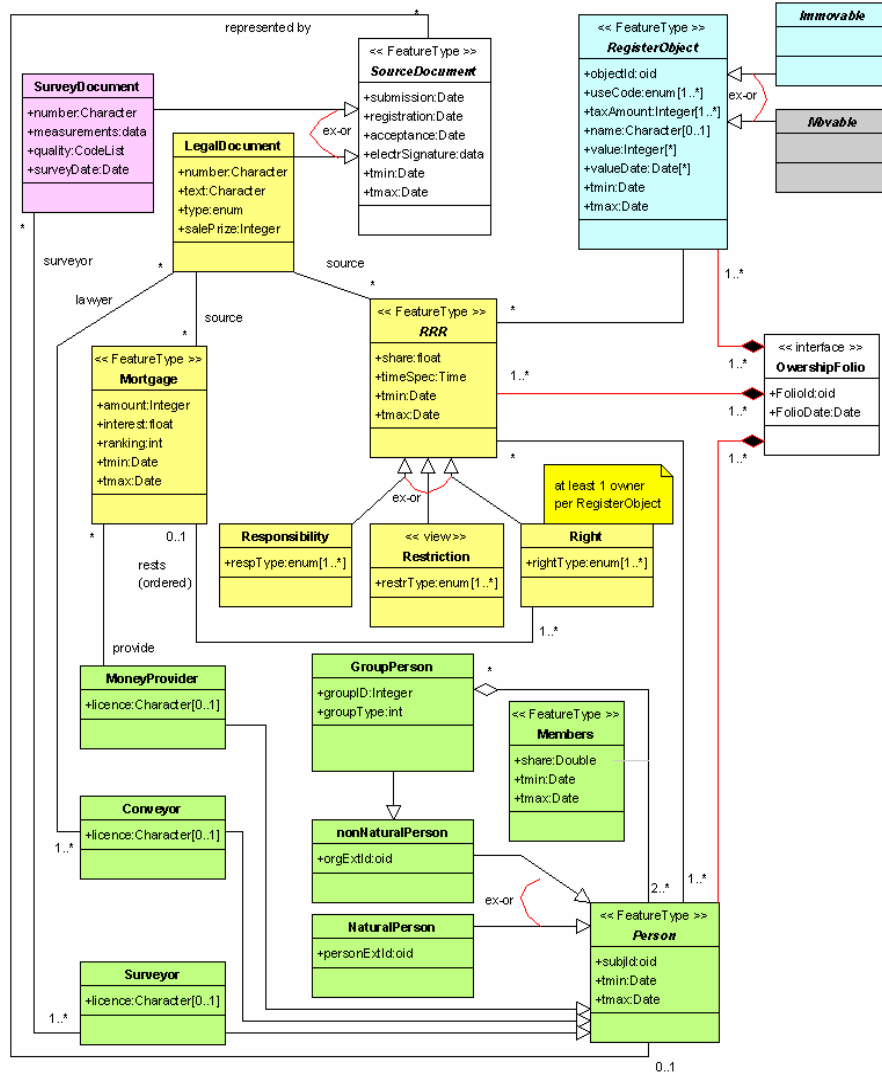 *
represented by
<< FeatureType >>
SourceDocument
+submission:Date
+registration:Date
+acceptance:Date
+electrSignature:data
+tmin:Date
+tmax:Date
<< FeatureType >>
RegisterObject
+objectId:oid
+useCode:enum[1..*]
+taxAmount:Integer[1..*]
+name:Character[0..1]
+value:Integer[*]
+valueDate:Date[*]
+tmin:Date
+tmax:Date
Immovable
ex-or
Movable
SurveyDocument
+number:Character
+measurements:data
+quality:CodeList
+surveyDate:Date
ex-or
LegalDocument
+number:Character
+text:Character
+type:enum
+salePrize:Integer
*
surveyor
*
lawyer
source
*
source
*
1..*
<< FeatureType >>
RRR
+share:float
+timeSpec:Time
+tmin:Date
+tmax:Date
*
1..*
*
1..*
1..*
1..*
<< interface >>
OwershipFolio
+FolioId:oid
+FolioDate:Date
<< FeatureType >>
Mortgage
+amount:Integer
+interest:float
+ranking:int
+tmin:Date
+tmax:Date
ex-or
at least 1 owner
per RegisterObject
*
0..1
rests
(ordered)
Responsibility
+respType:enum[1..*]
<< view>>
Restriction
+restrType:enum[1..*]
Right
+rightType:enum[1..*]
1..*
provide
MoneyProvider
+licence:Character[0..1]
GroupPerson
+groupID:Integer
+groupType:int
*
<< FeatureType >>
Members
+share:Double
+tmin:Date
+tmax:Date
Conveyor
+licence:Character[0..1]
1..*
nonNaturalPerson
+orgExtId:oid
ex-or
2..*
1..*
NaturalPerson
+personExtId:oid
<< FeatureType >>
Person
+subjId:oid
+tmin:Date
+tmax:Date
Surveyor
+licence:Character[0..1]
1..*
0..1